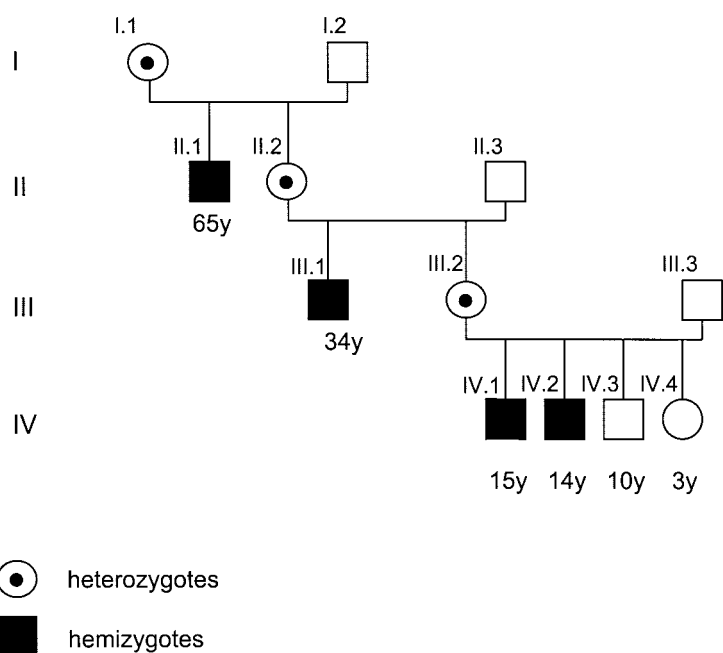 I.1 I.2
I
II.1 II.2 II.3
II
65y
III.1 III.2 III.3
III
34y
IV.1 IV.2 IV.3 IV.4
IV
15y 14y 10y 3y
heterozygotes
hemizygotes